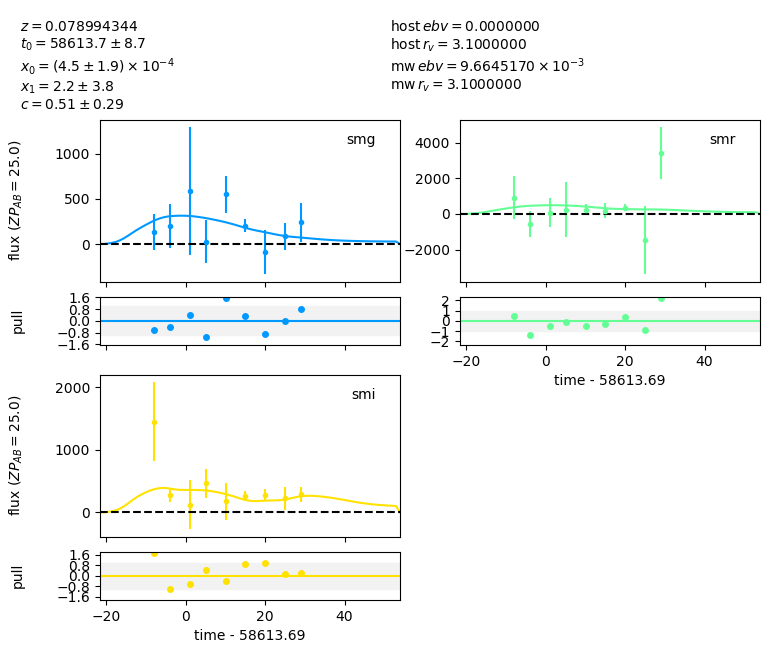 z = 0.078994344
t₀ = 58613.7 ± 8.7
x₀ = (4.5 ± 1.9) × 10⁻⁴
x₁ = 2.2 ± 3.8
c = 0.51 ± 0.29
host ebv = 0.0000000
host r_v = 3.1000000
mw ebv = 9.6645170 × 10⁻³
mw r_v = 3.1000000
smg
flux (ZP_AB = 25.0)
1000
500
0
smr
4000
2000
0
−2000
pull
1.6
0.8
0.0
−0.8
−1.6
2
1
0
−1
−2
−20 0 20 40
time - 58613.69
smi
flux (ZP_AB = 25.0)
2000
1000
0
pull
1.6
0.8
0.0
−0.8
−1.6
−20 0 20 40
time - 58613.69